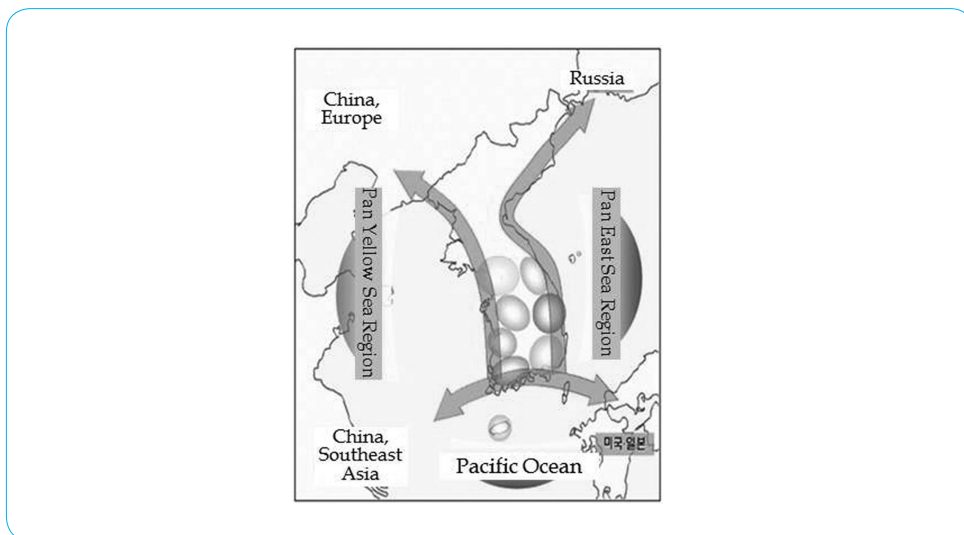 Russia
China,
Europe
Pan Yellow Sea Region
Pan East Sea Region
China,
Southeast
Asia
Pacific Ocean
미국·일본